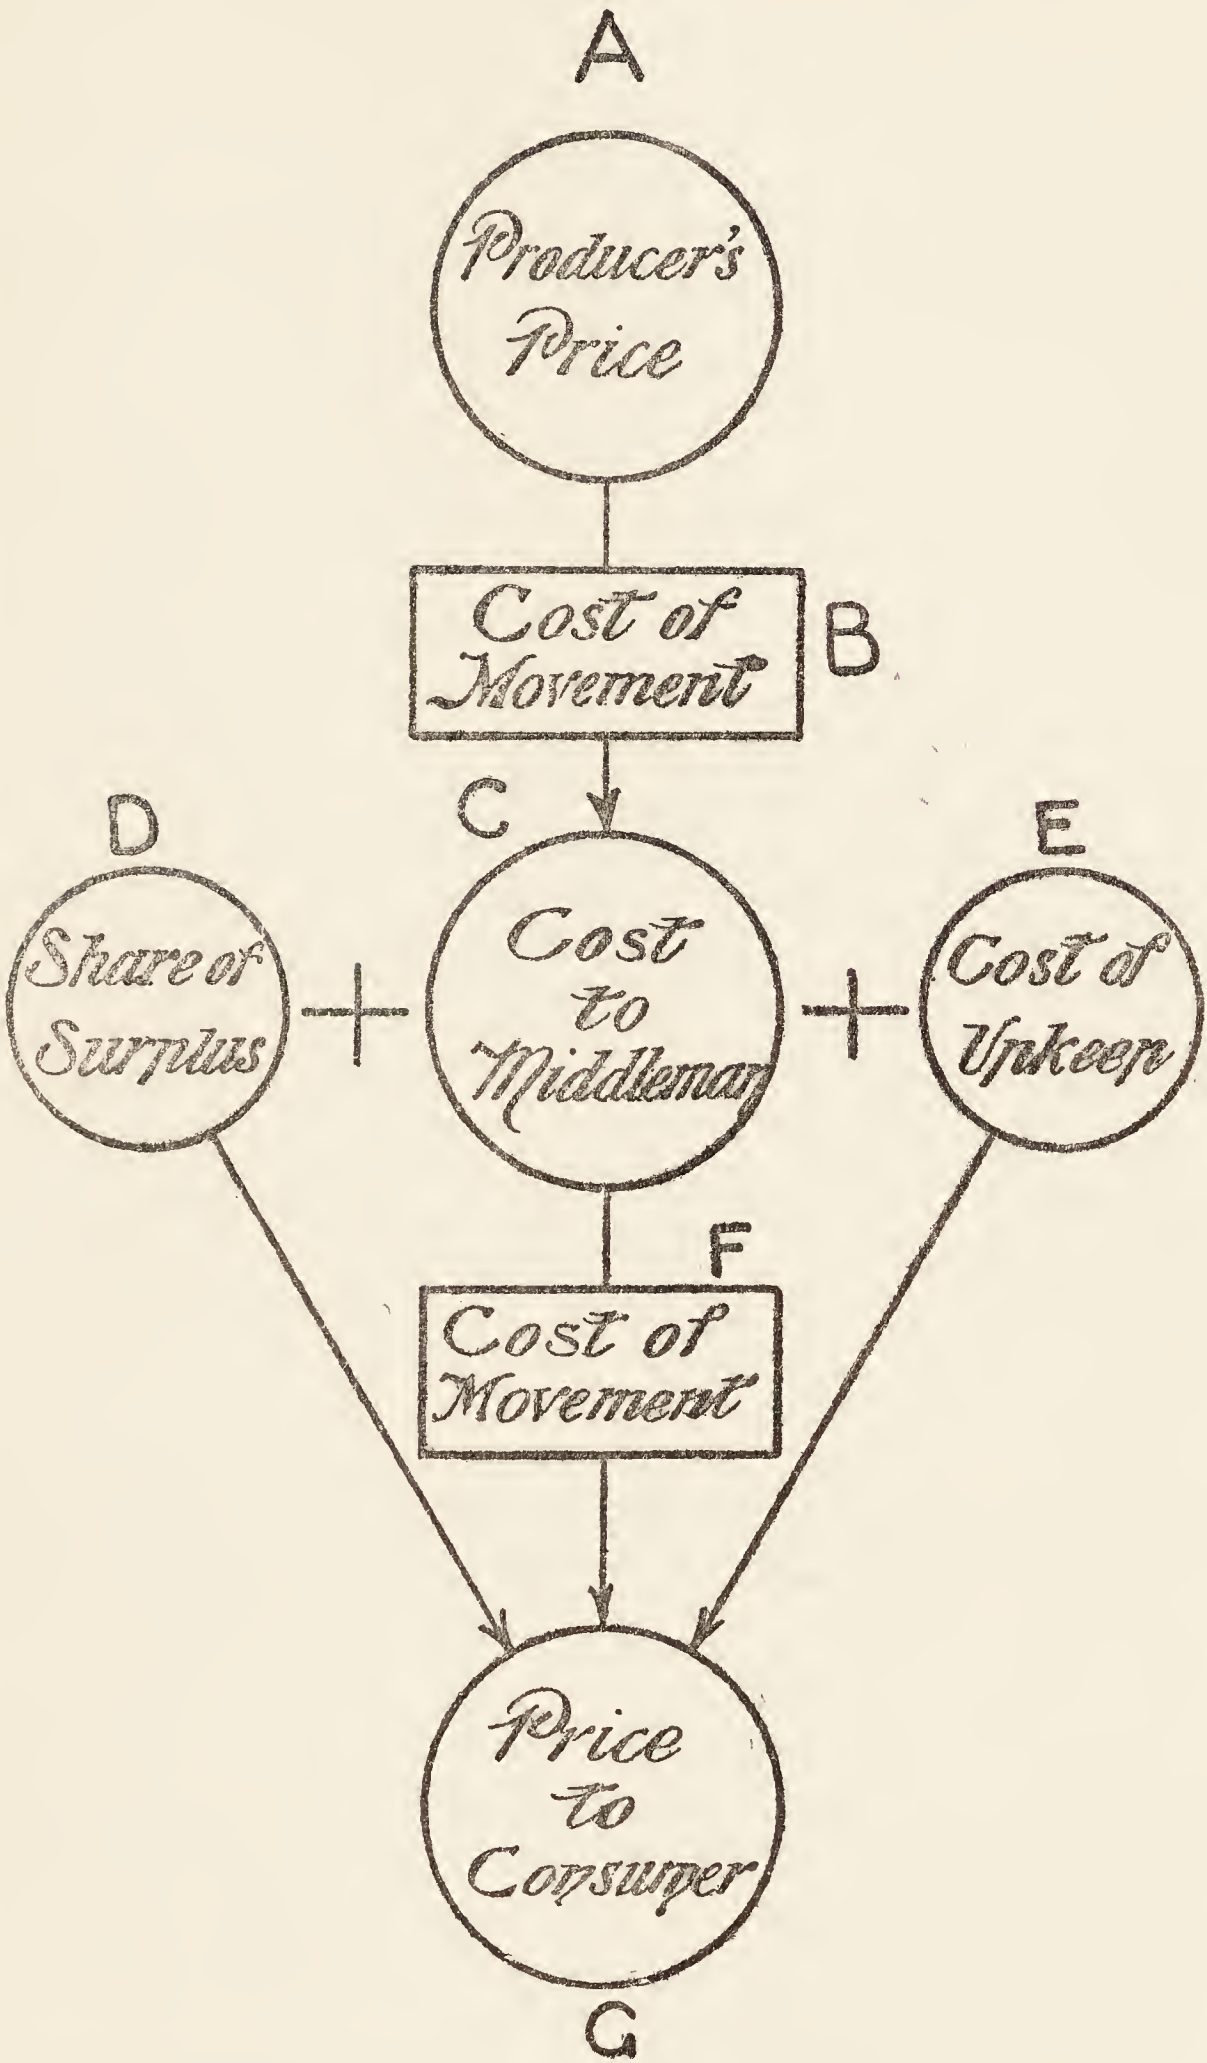 A
Producer's
Price
Cost of
Movement
B
C
D
E
Share of
Surplus
+
Cost
to
Middleman
+
Cost of
Upkeep
F
Cost of
Movement
Price
to
Consumer
G